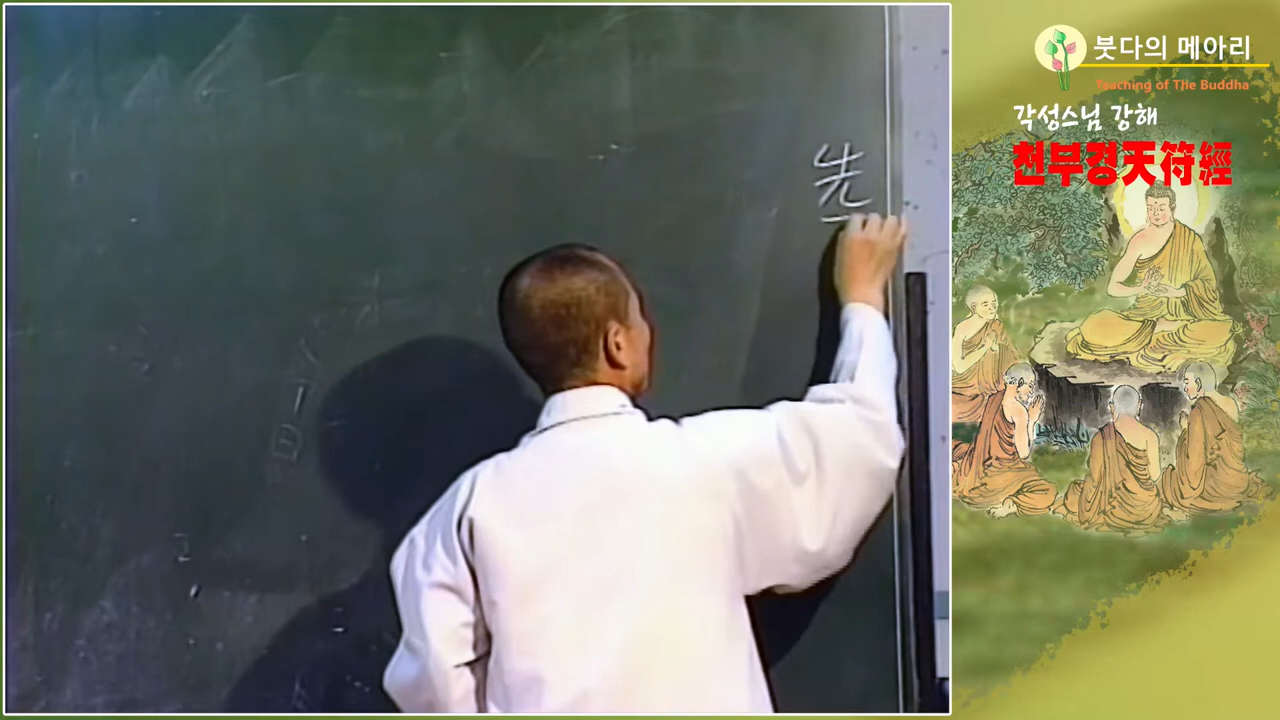 붓다의 메아리
Teaching of The Buddha
각성스님 강해
천부경天符經
先